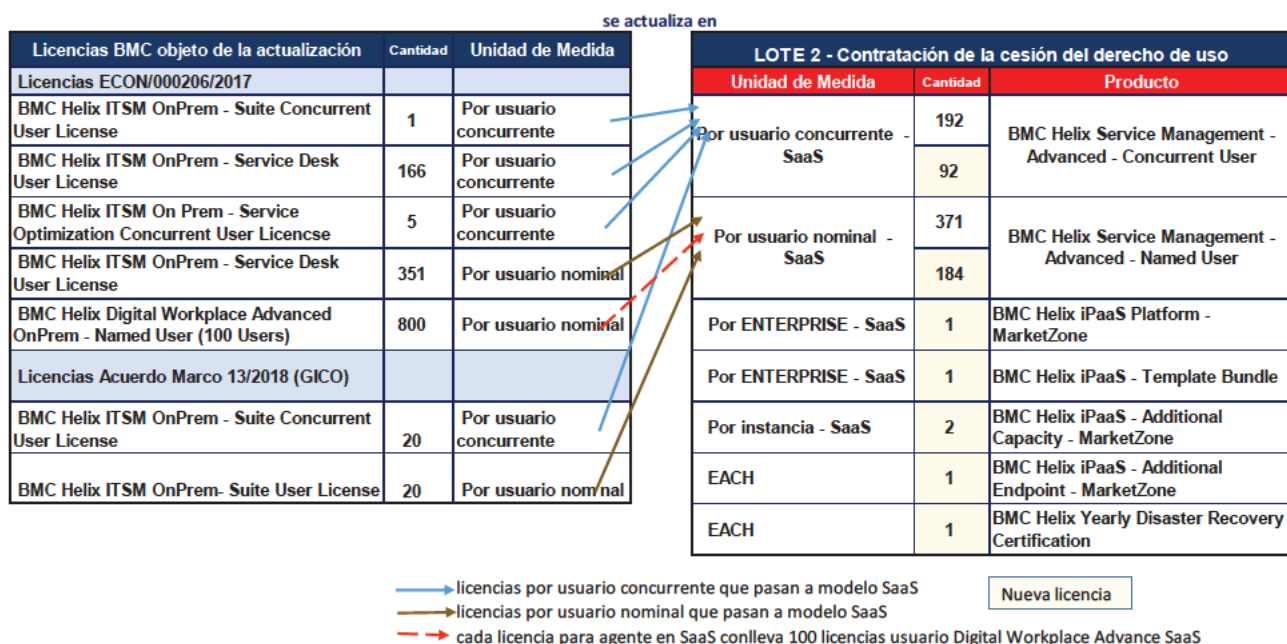 se actualiza en
Licencias BMC objeto de la actualización Cantidad Unidad de Medida
Licencias ECON/000206/2017
BMC Helix ITSM OnPrem - Suite Concurrent
User License
1
Por usuario
concurrente
BMC Helix ITSM OnPrem - Service Desk
User License
166
Por usuario
concurrente
BMC Helix ITSM On Prem - Service
Optimization Concurrent User Licencse
5
Por usuario
concurrente
BMC Helix ITSM OnPrem - Service Desk
User License
351
Por usuario nominal
BMC Helix Digital Workplace Advanced
OnPrem - Named User (100 Users)
800
Por usuario nominal
Licencias Acuerdo Marco 13/2018 (GICO)
BMC Helix ITSM OnPrem - Suite Concurrent
User License
20
Por usuario
concurrente
BMC Helix ITSM OnPrem- Suite User License
20
Por usuario nominal
LOTE 2 - Contratación de la cesión del derecho de uso
Unidad de Medida Cantidad Producto
Por usuario concurrente -
SaaS
192
92
BMC Helix Service Management -
Advanced - Concurrent User
Por usuario nominal -
SaaS
371
184
BMC Helix Service Management -
Advanced - Named User
Por ENTERPRISE - SaaS
1
BMC Helix iPaaS Platform -
MarketZone
Por ENTERPRISE - SaaS
1
BMC Helix iPaaS - Template Bundle
Por instancia - SaaS
2
BMC Helix iPaaS - Additional
Capacity - MarketZone
EACH
1
BMC Helix iPaaS - Additional
Endpoint - MarketZone
EACH
1
BMC Helix Yearly Disaster Recovery
Certification
licencias por usuario concurrente que pasan a modelo SaaS
licencias por usuario nominal que pasan a modelo SaaS
cada licencia para agente en SaaS conlleva 100 licencias usuario Digital Workplace Advance SaaS
Nueva licencia